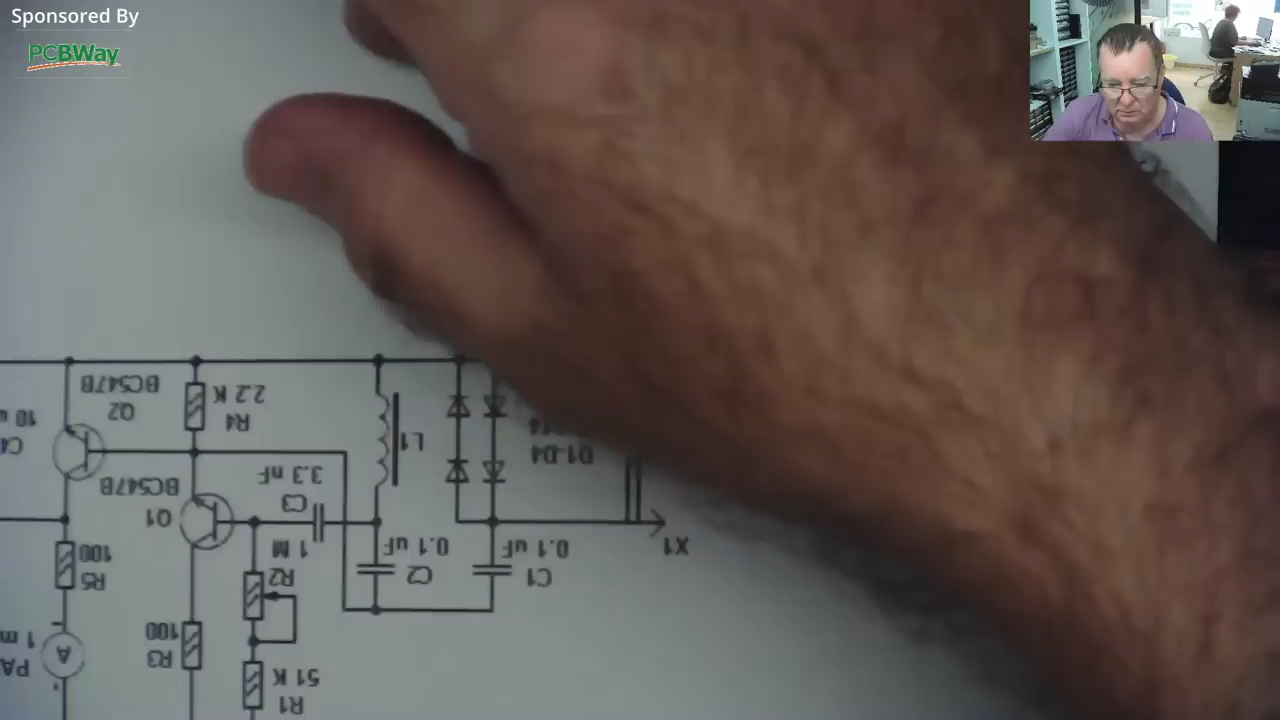 Sponsored By
PCBWay
BC547B
Q2
2.2 K
R4
10
L1
D1-D4
3.3 nF
C3
BC547B
Q1
X1
100
R5
1 M
R2
0.1 uF
C2
0.1 uF
C1
100
R3
1 m
PA
A
51 K
R1